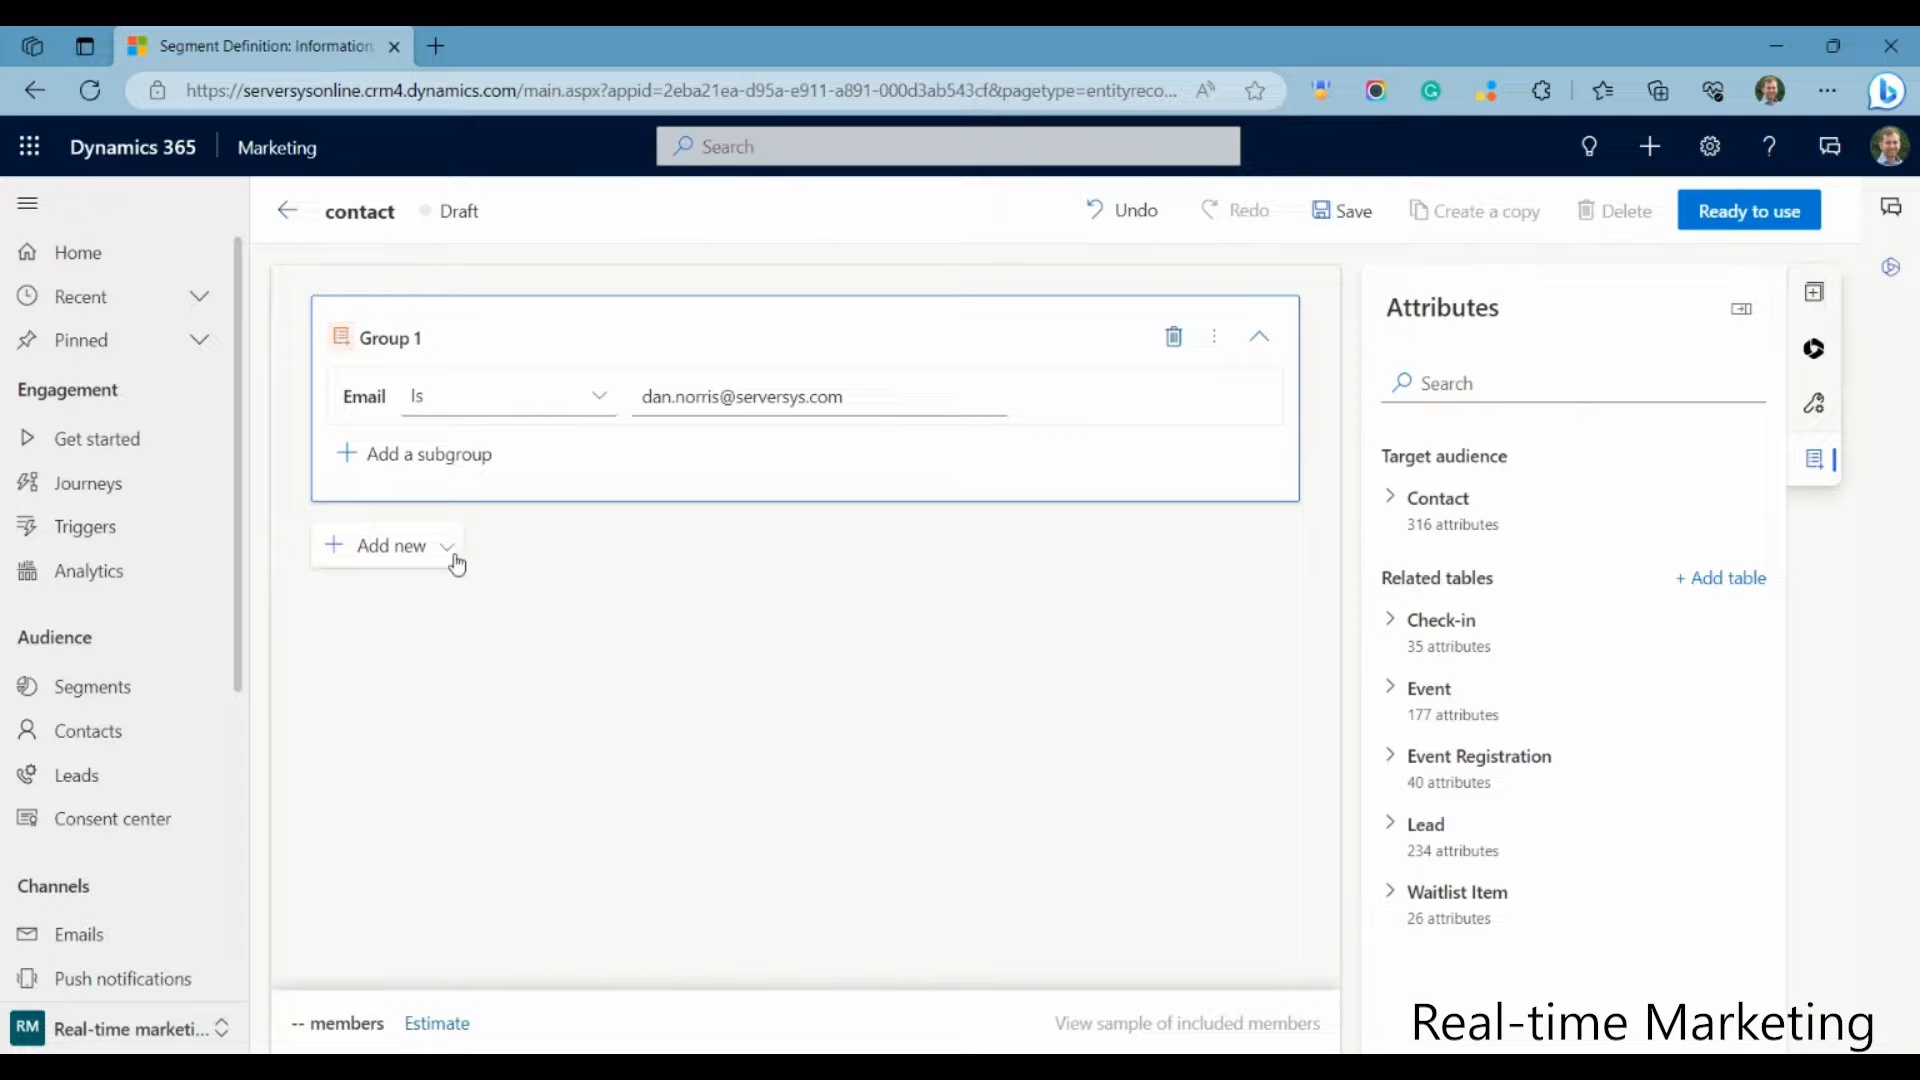 Segment Definition: Information
https://serversysonline.crm4.dynamics.com/main.aspx?appid=2eba21ea-d95a-e911-a891-000d3ab543cf&pagetype=entityreco...
Dynamics 365
Marketing
Search
contact
Draft
Undo
Redo
Save
Create a copy
Delete
Ready to use
Home
Recent
Pinned
Engagement
Get started
Journeys
Triggers
Analytics
Audience
Segments
Contacts
Leads
Consent center
Channels
Emails
Push notifications
RM Real-time marketi...
Group 1
Email Is dan.norris@serversys.com
Add a subgroup
Add new
-- members Estimate
View sample of included members
Attributes
Search
Target audience
Contact
316 attributes
Related tables + Add table
Check-in
35 attributes
Event
177 attributes
Event Registration
40 attributes
Lead
234 attributes
Waitlist Item
26 attributes
Real-time Marketing